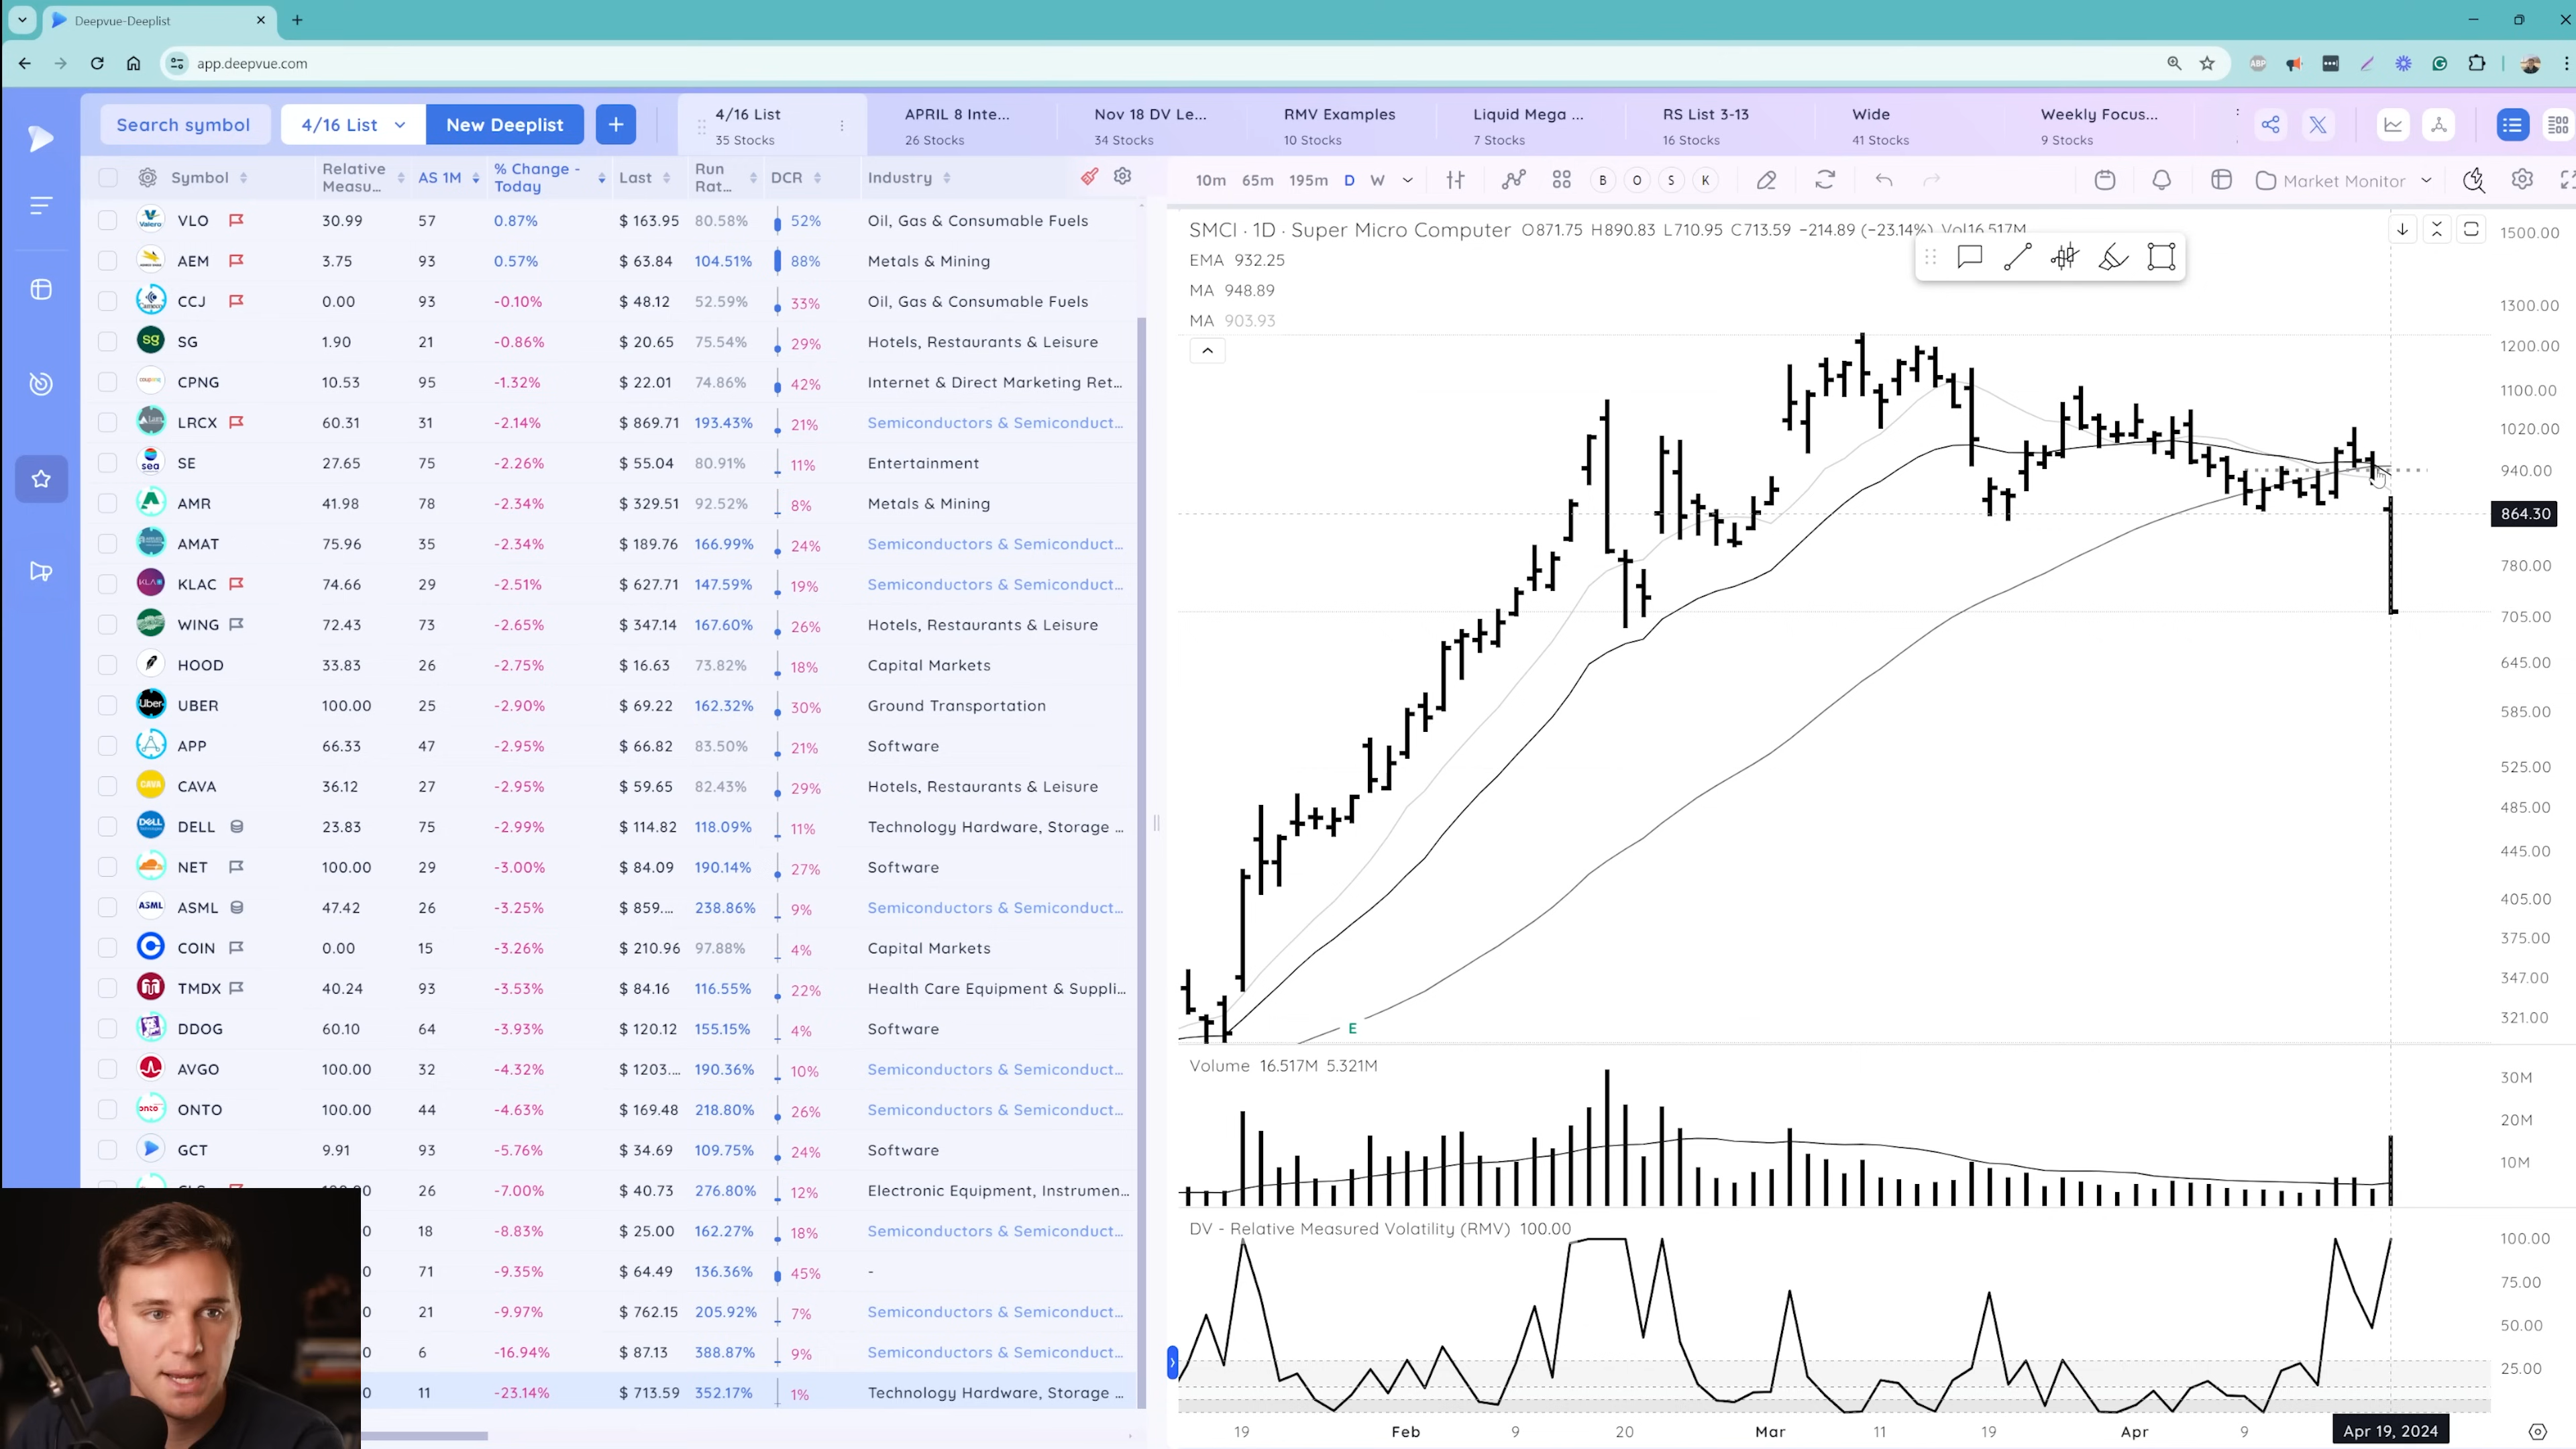 Deepvue-Deeplist
app.deepvue.com
ABP
Search symbol
4/16 List
New Deeplist
+
4/16 List
35 Stocks
APRIL 8 Inte...
26 Stocks
Nov 18 DV Le...
34 Stocks
RMV Examples
10 Stocks
Liquid Mega ...
7 Stocks
RS List 3-13
16 Stocks
Wide
41 Stocks
Weekly Focus...
9 Stocks
Symbol Relative Measu... AS 1M % Change - Today Last Run Rat... DCR Industry
VLO 30.99 57 0.87% $ 163.95 80.58% 52% Oil, Gas & Consumable Fuels
AEM 3.75 93 0.57% $ 63.84 104.51% 88% Metals & Mining
CCJ 0.00 93 -0.10% $ 48.12 52.59% 33% Oil, Gas & Consumable Fuels
SG 1.90 21 -0.86% $ 20.65 75.54% 29% Hotels, Restaurants & Leisure
CPNG 10.53 95 -1.32% $ 22.01 74.86% 42% Internet & Direct Marketing Ret...
LRCX 60.31 31 -2.14% $ 869.71 193.43% 21% Semiconductors & Semiconduct...
SE 27.65 75 -2.26% $ 55.04 80.91% 11% Entertainment
AMR 41.98 78 -2.34% $ 329.51 92.52% 8% Metals & Mining
AMAT 75.96 35 -2.34% $ 189.76 166.99% 24% Semiconductors & Semiconduct...
KLAC 74.66 29 -2.51% $ 627.71 147.59% 19% Semiconductors & Semiconduct...
WING 72.43 73 -2.65% $ 347.14 167.60% 26% Hotels, Restaurants & Leisure
HOOD 33.83 26 -2.75% $ 16.63 73.82% 18% Capital Markets
UBER 100.00 25 -2.90% $ 69.22 162.32% 30% Ground Transportation
APP 66.33 47 -2.95% $ 66.82 83.50% 21% Software
CAVA 36.12 27 -2.95% $ 59.65 82.43% 29% Hotels, Restaurants & Leisure
DELL 23.83 75 -2.99% $ 114.82 118.09% 11% Technology Hardware, Storage ...
NET 100.00 29 -3.00% $ 84.09 190.14% 27% Software
ASML 47.42 26 -3.25% $ 859.... 238.86% 9% Semiconductors & Semiconduct...
COIN 0.00 15 -3.26% $ 210.96 97.88% 4% Capital Markets
TMDX 40.24 93 -3.53% $ 84.16 116.55% 22% Health Care Equipment & Suppli...
DDOG 60.10 64 -3.93% $ 120.12 155.15% 4% Software
AVGO 100.00 32 -4.32% $ 1203.... 190.36% 10% Semiconductors & Semiconduct...
ONTO 100.00 44 -4.63% $ 169.48 218.80% 26% Semiconductors & Semiconduct...
GCT 9.91 93 -5.76% $ 34.69 109.75% 24% Software
26 -7.00% $ 40.73 276.80% 12% Electronic Equipment, Instrumen...
18 -8.83% $ 25.00 162.27% 18% Semiconductors & Semiconduct...
71 -9.35% $ 64.49 136.36% 45% -
21 -9.97% $ 762.15 205.92% 7% Semiconductors & Semiconduct...
6 -16.94% $ 87.13 388.87% 9% Semiconductors & Semiconduct...
11 -23.14% $ 713.59 352.17% 1% Technology Hardware, Storage ...
10m 65m 195m D W B O S K Market Monitor
SMCI · 1D · Super Micro Computer O871.75 H890.83 L710.95 C713.59 -214.89 (-23.14%) Vol16.517M
EMA 932.25
MA 948.89
MA 903.93
1500.00
1300.00
1200.00
1100.00
1020.00
940.00
864.30
780.00
705.00
645.00
585.00
525.00
485.00
445.00
405.00
375.00
347.00
321.00
E
Volume 16.517M 5.321M
30M
20M
10M
DV - Relative Measured Volatility (RMV) 100.00
100.00
75.00
50.00
25.00
19 Feb 9 20 Mar 11 19 Apr 9 Apr 19, 2024